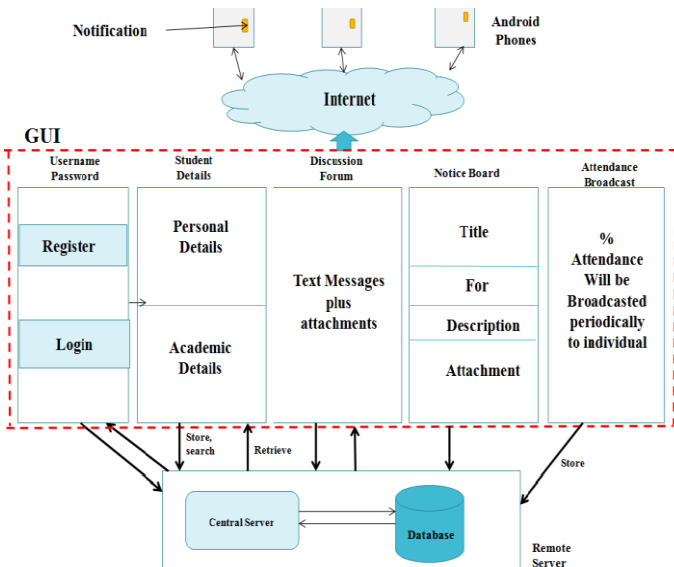 Notification
Android
Phones
Internet
GUI
Username
Password
Student
Details
Discussion
Forum
Notice Board
Attendance
Broadcast
Register
Login
Personal
Details
Academic
Details
Text Messages
plus
attachments
Title
For
Description
Attachment
%
Attendance
Will be
Broadcasted
periodically
to individual
Store,
search
Retrieve
Store
Central Server
Database
Remote
Server